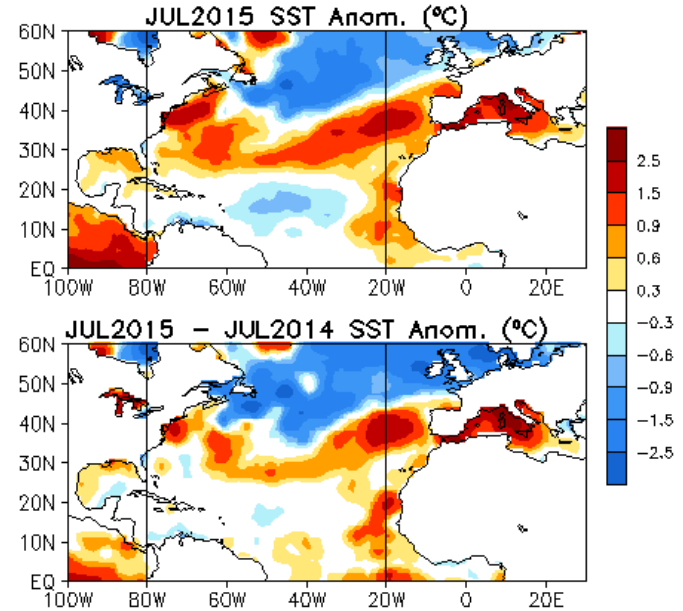 JUL2015 SST Anom. (ºC)
60N
50N
40N
30N
20N
10N
EQ
100W 80W 60W 40W 20W 0 20E
2.5
1.5
0.9
0.6
0.3
-0.3
-0.6
-0.9
-1.5
-2.5
JUL2015 - JUL2014 SST Anom. (ºC)
60N
50N
40N
30N
20N
10N
EQ
100W 80W 60W 40W 20W 0 20E